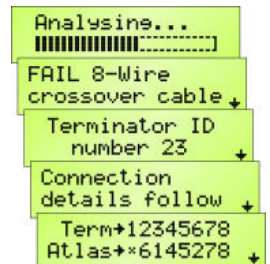 Analysing...
FAIL 8-Wire
crossover cable
Terminator ID
number 23
Connection
details follow
Term→12345678
Atlas→×6145278